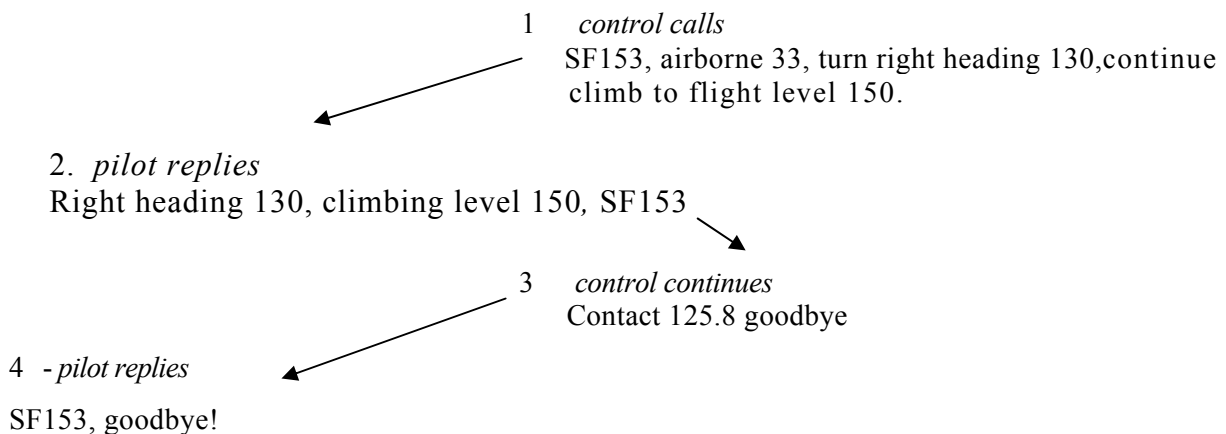 1 control calls
SF153, airborne 33, turn right heading 130,continue
climb to flight level 150.
2. pilot replies
Right heading 130, climbing level 150, SF153
3 control continues
Contact 125.8 goodbye
4 - pilot replies
SF153, goodbye!